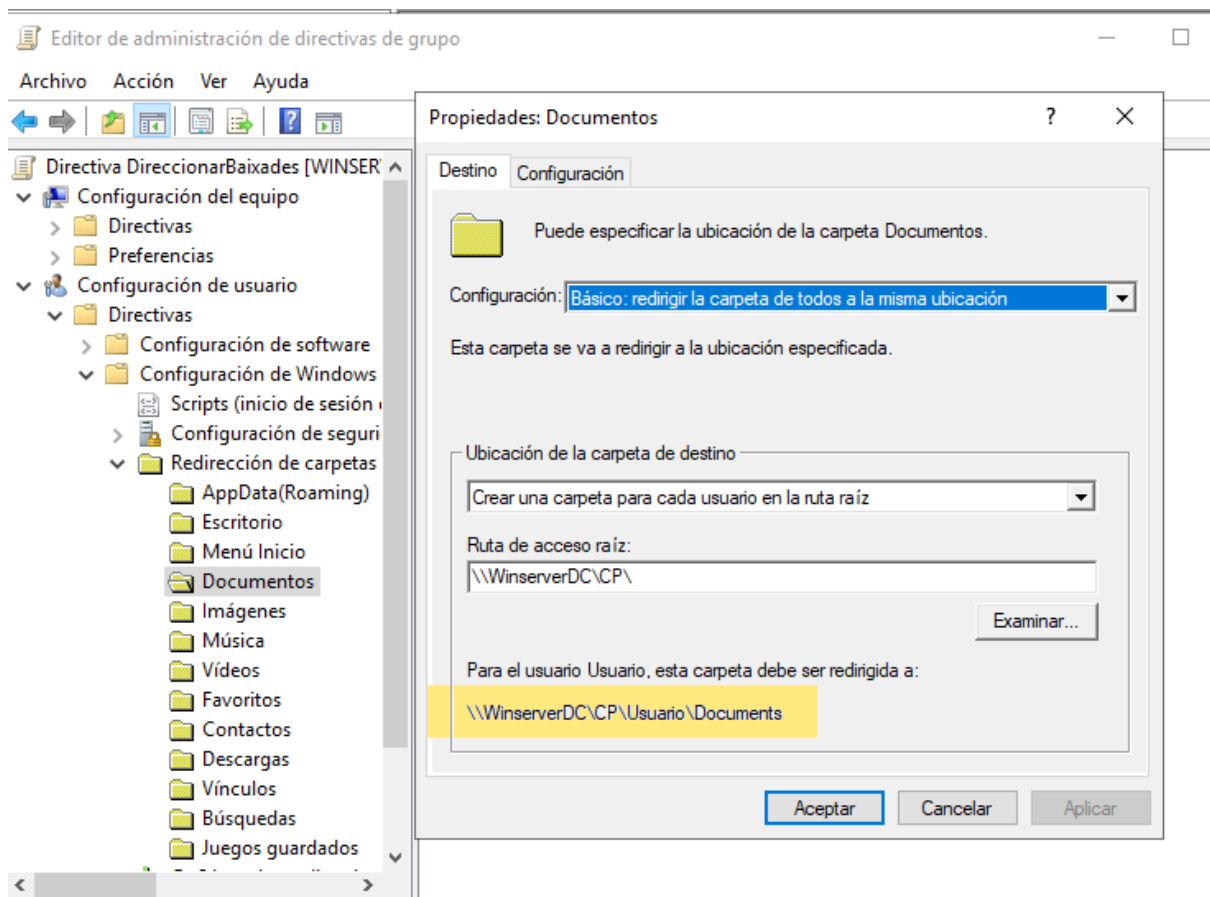 Editor de administración de directivas de grupo
Archivo Acción Ver Ayuda
Directiva DireccionarBaixades [WINSER
Configuración del equipo
Directivas
Preferencias
Configuración de usuario
Directivas
Configuración de software
Configuración de Windows
Scripts (inicio de sesión
Configuración de seguri
Redirección de carpetas
AppData(Roaming)
Escritorio
Menú Inicio
Documentos
Imágenes
Música
Vídeos
Favoritos
Contactos
Descargas
Vínculos
Búsquedas
Juegos guardados
Propiedades: Documentos
Destino Configuración
Puede especificar la ubicación de la carpeta Documentos.
Configuración: Básico: redirigir la carpeta de todos a la misma ubicación
Esta carpeta se va a redirigir a la ubicación especificada.
Ubicación de la carpeta de destino
Crear una carpeta para cada usuario en la ruta raíz
Ruta de acceso raíz:
\\WinserverDC\CP\
Examinar...
Para el usuario Usuario, esta carpeta debe ser redirigida a:
\\WinserverDC\CP\Usuario\Documents
Aceptar Cancelar Aplicar